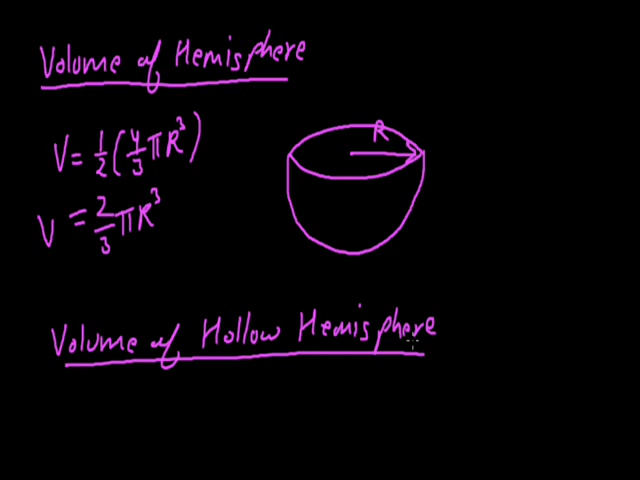 Volume of Hemisphere
V = 1/2 (4/3 πR³)
R
V = 2/3 πR³
Volume of Hollow Hemisphere